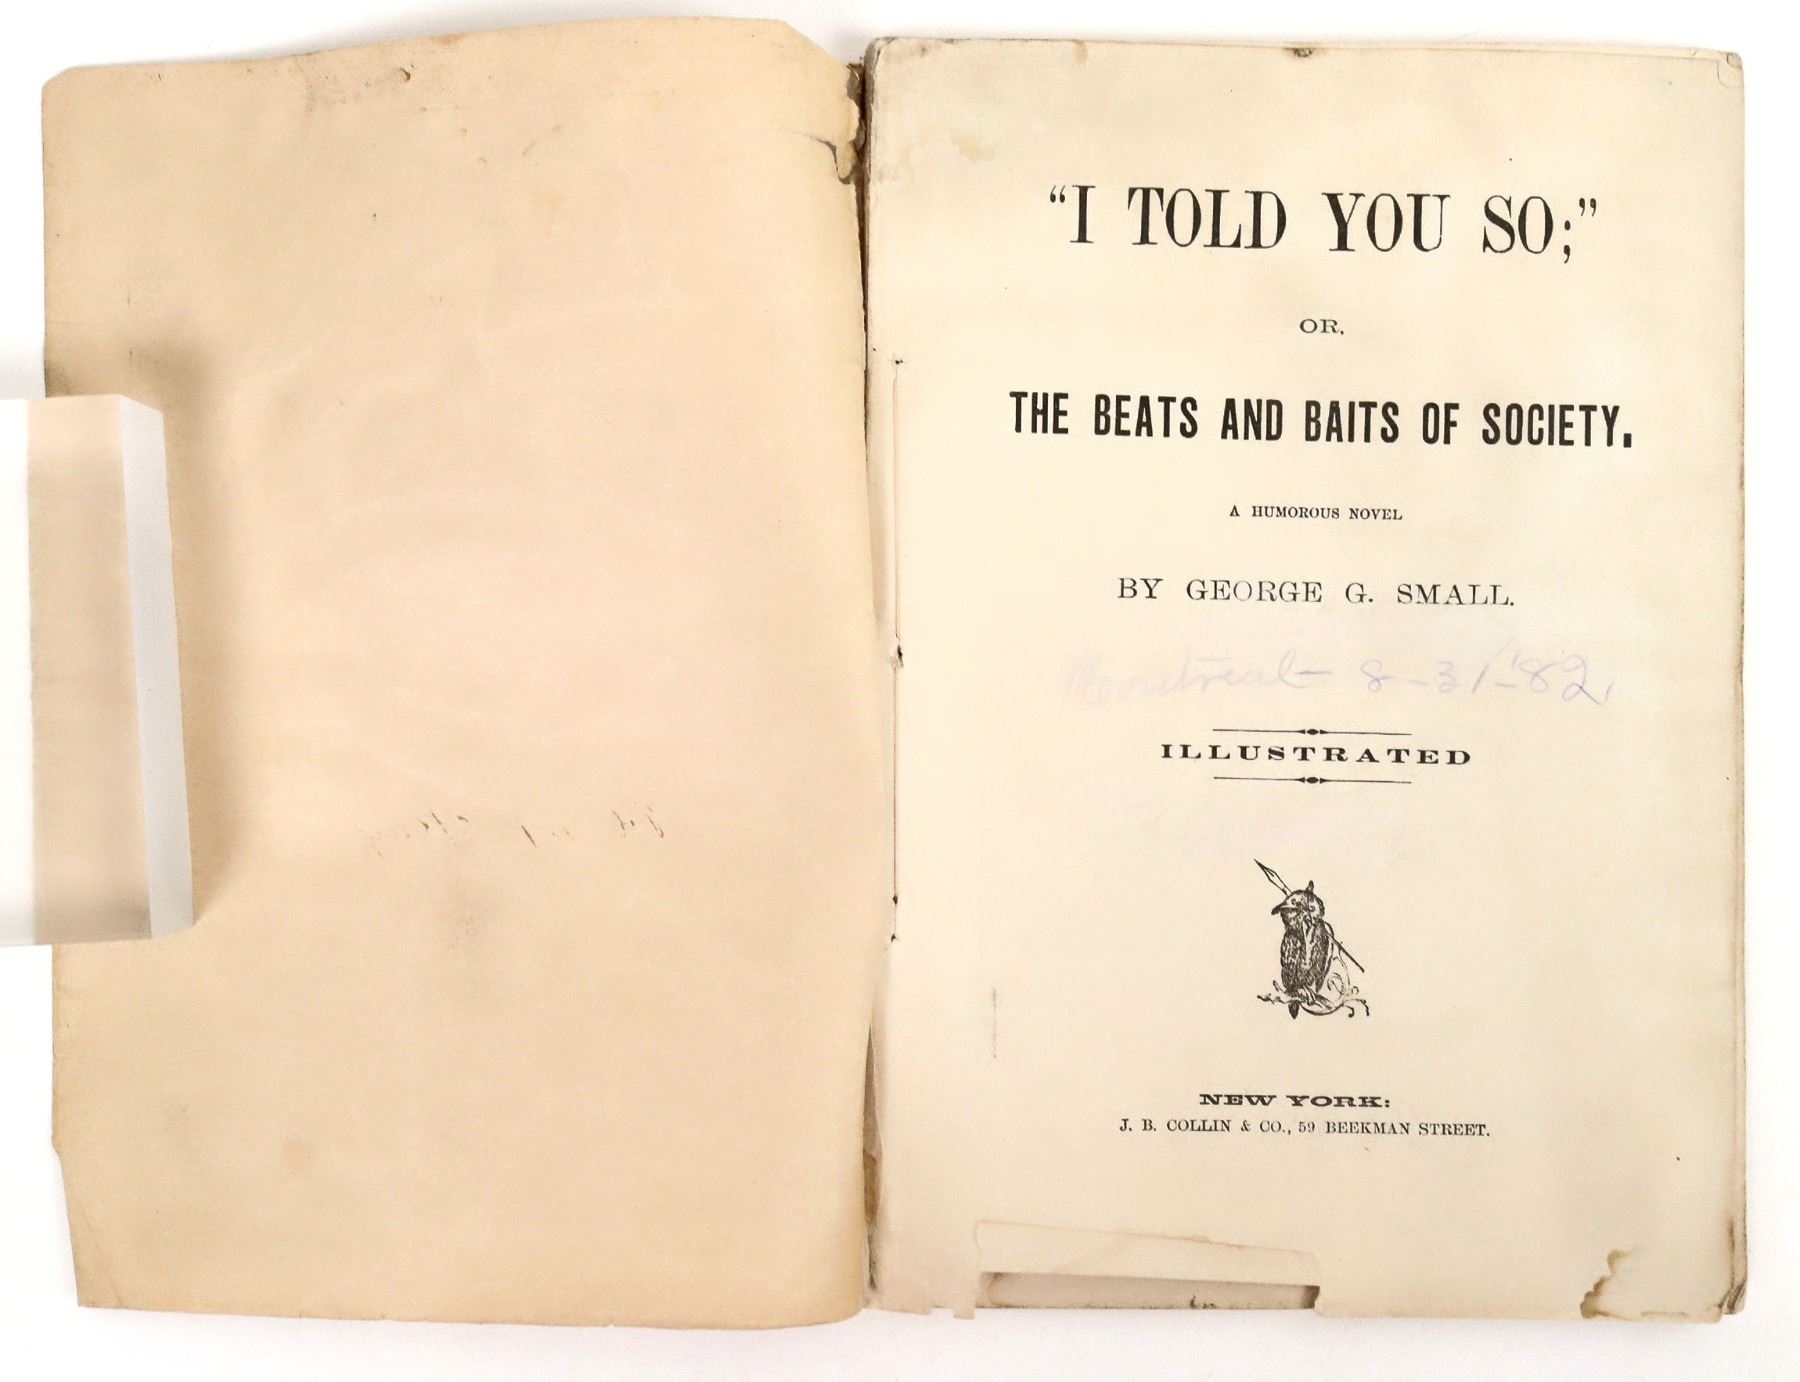 "I TOLD YOU SO;"
OR,
THE BEATS AND BAITS OF SOCIETY.
A HUMOROUS NOVEL
BY GEORGE G. SMALL.
Montreal- 8-31-'82,
ILLUSTRATED
NEW YORK:
J. B. COLLIN & CO., 59 BEEKMAN STREET.